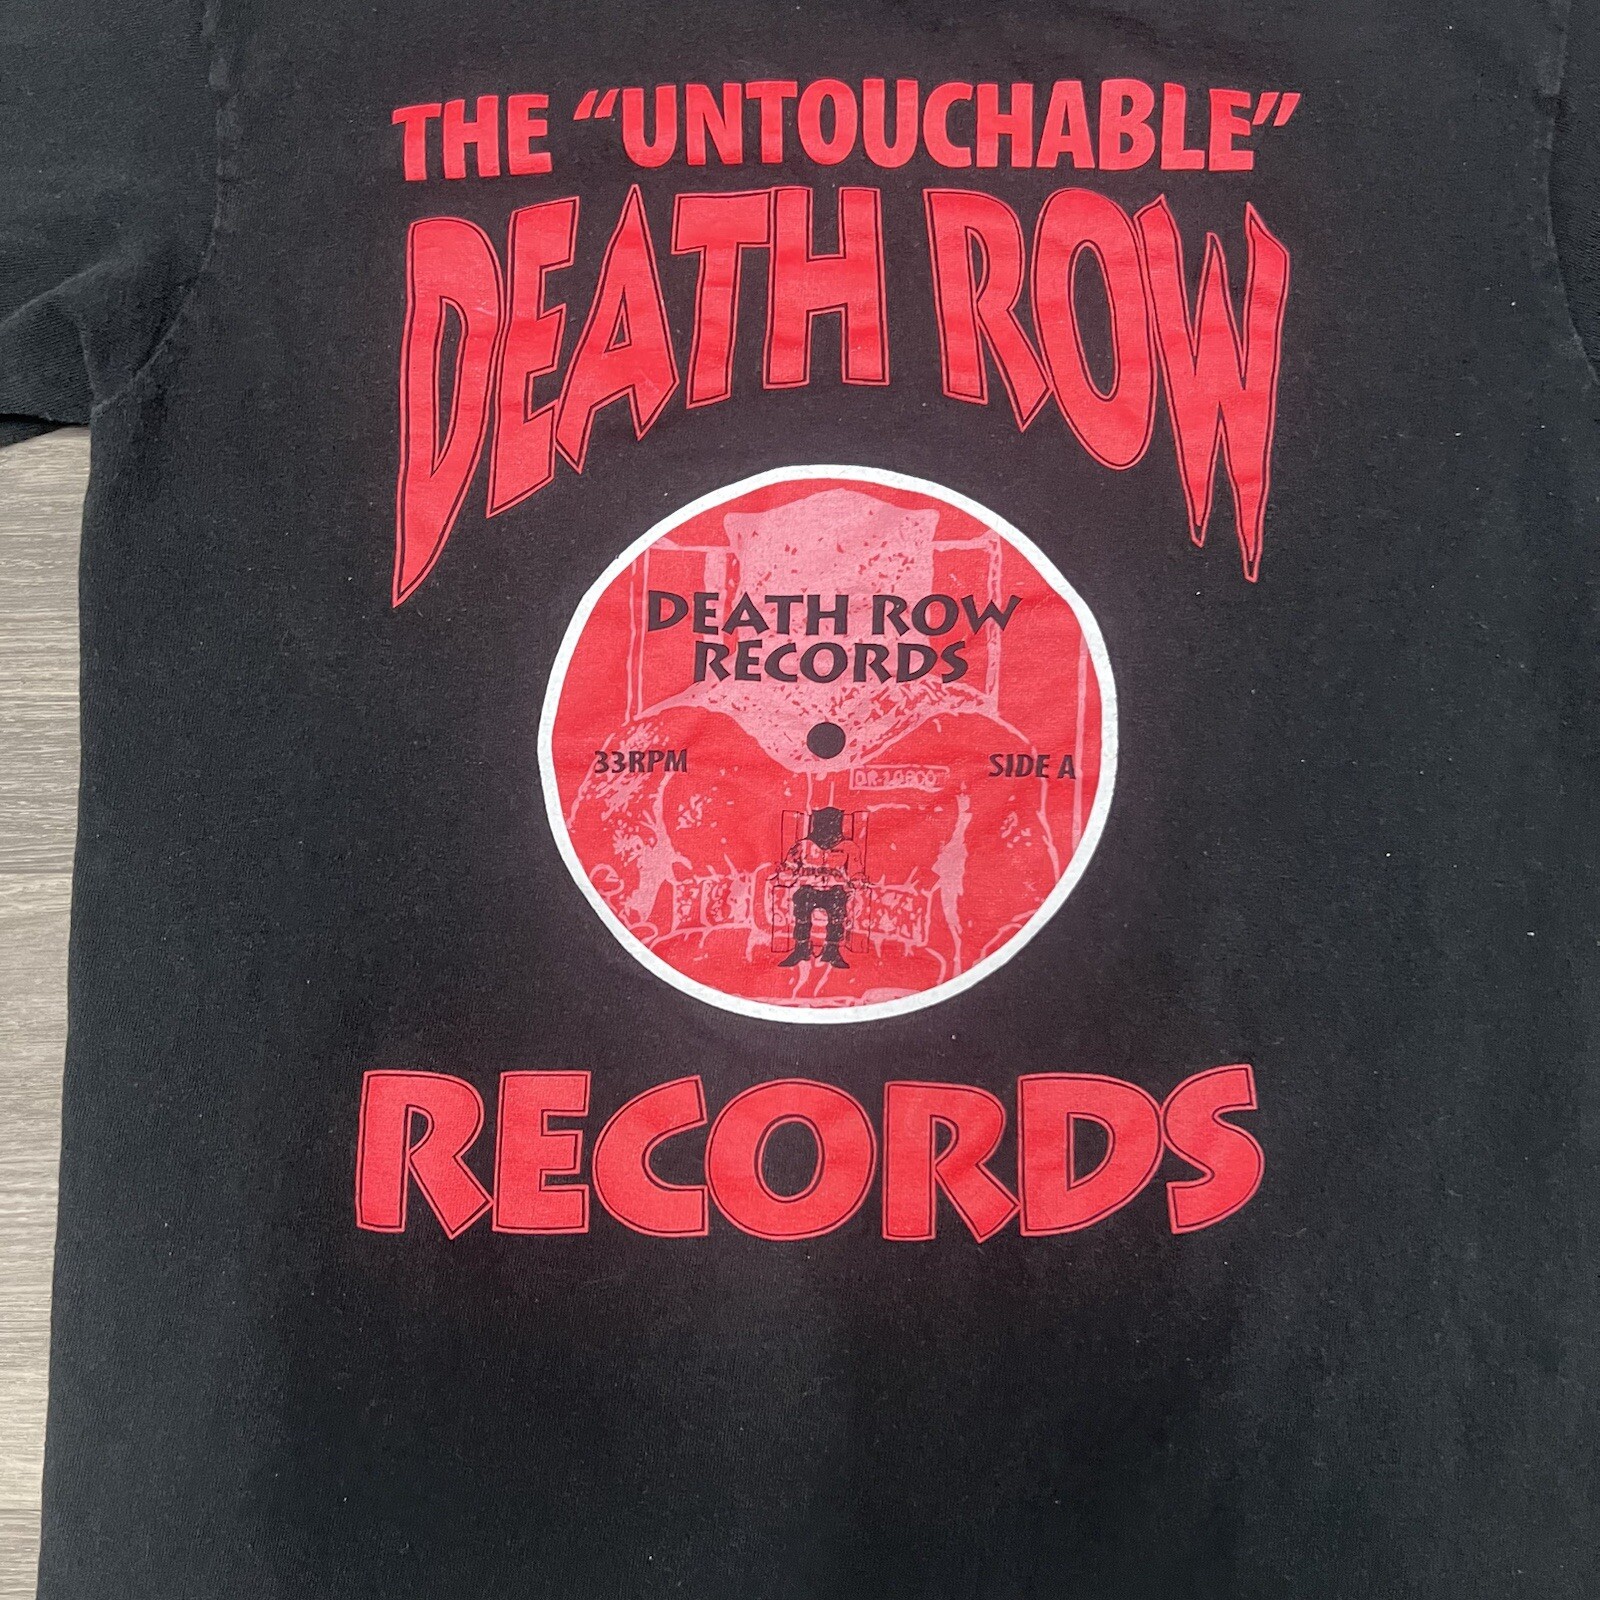 THE “UNTOUCHABLE”
DEATH ROW
DEATH ROW
RECORDS
33RPM
SIDE A
RECORDS